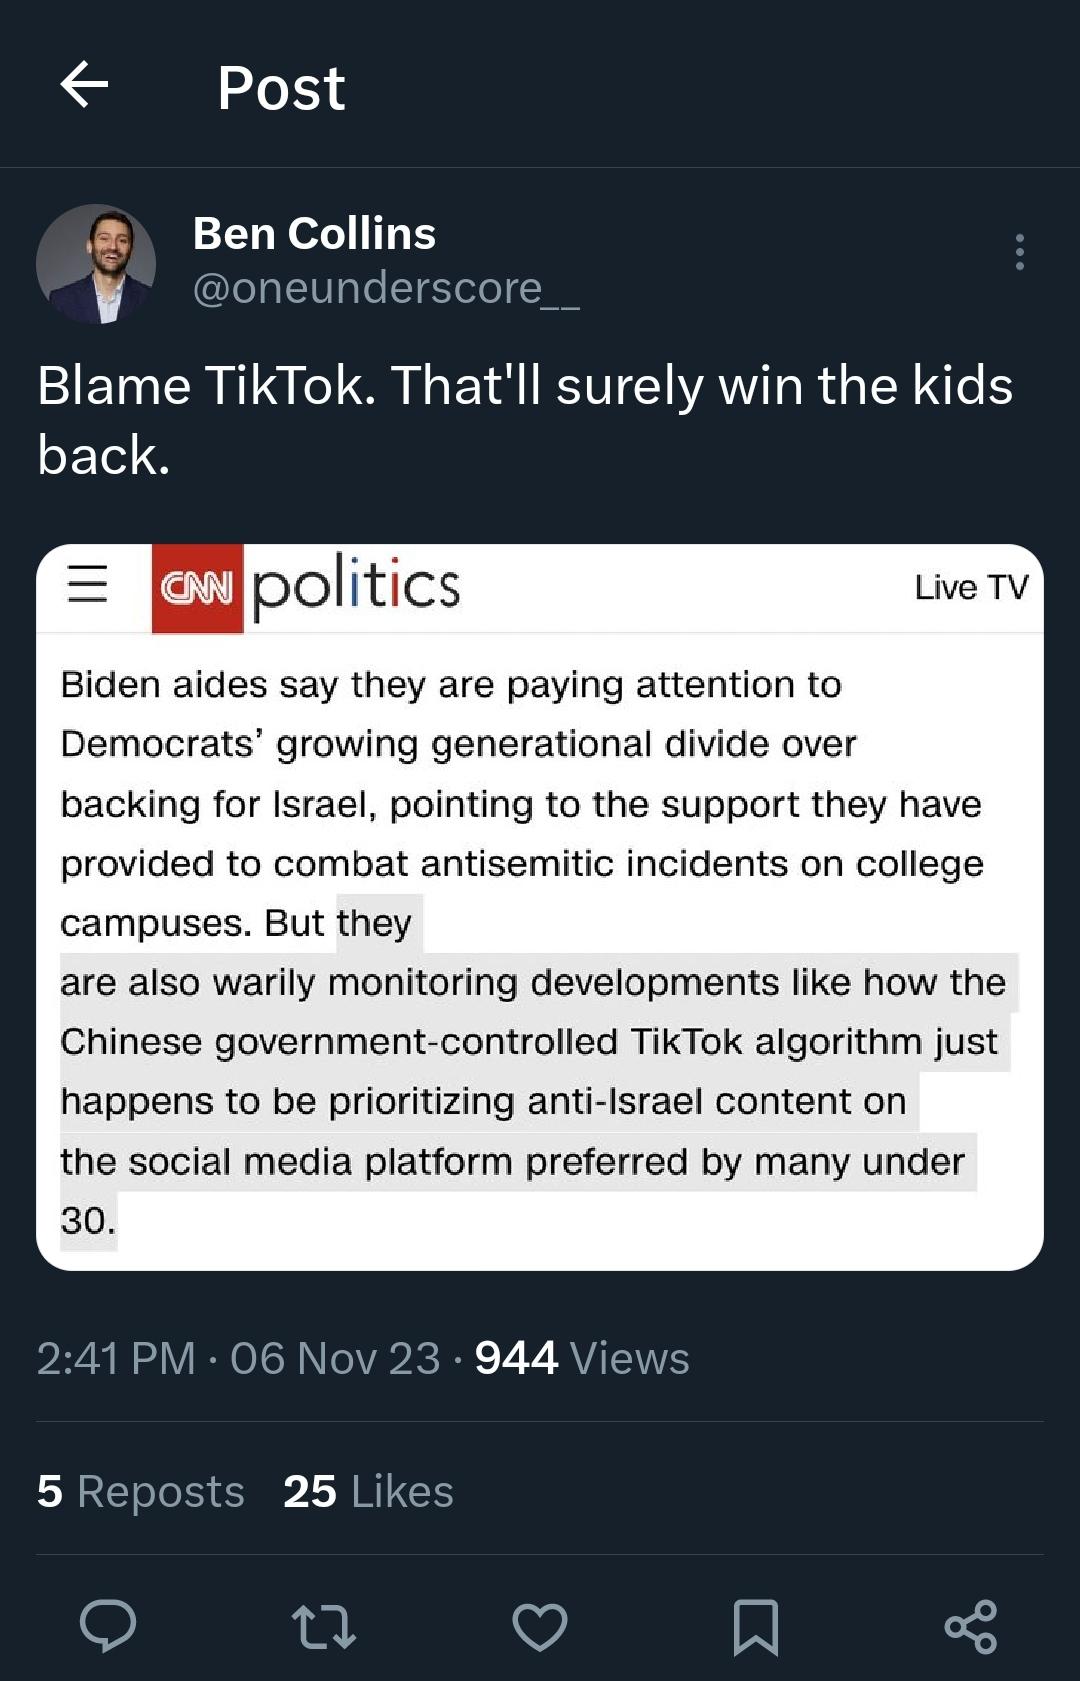 Post
Ben Collins
@oneunderscore__
Blame TikTok. That'll surely win the kids
back.
CNN politics
Live TV
Biden aides say they are paying attention to
Democrats’ growing generational divide over
backing for Israel, pointing to the support they have
provided to combat antisemitic incidents on college
campuses. But they
are also warily monitoring developments like how the
Chinese government-controlled TikTok algorithm just
happens to be prioritizing anti-Israel content on
the social media platform preferred by many under
30.
2:41 PM · 06 Nov 23 · 944 Views
5 Reposts 25 Likes